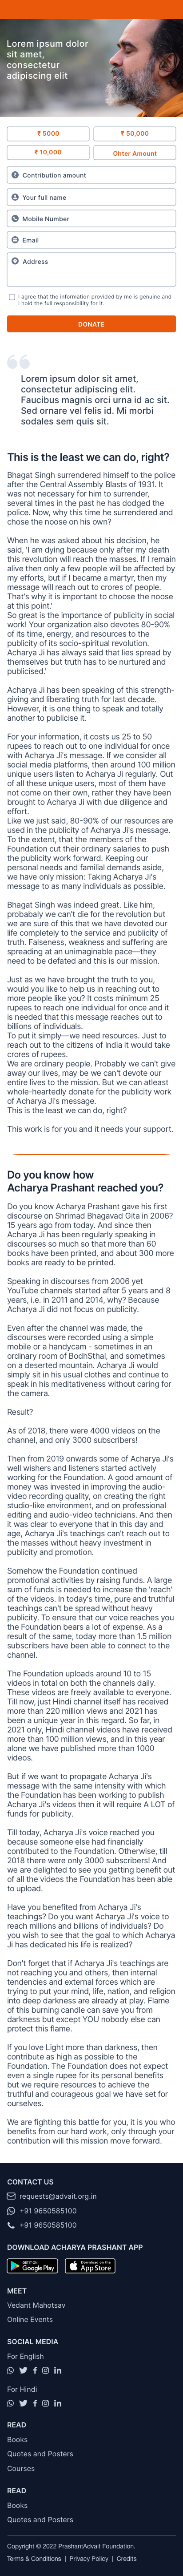 Lorem ipsum dolor
sit amet,
consectetur
adipiscing elit
₹ 5000
₹ 50,000
₹ 10,000
Ohter Amount
Contribution amount
Your full name
Mobile Number
Email
Address
I agree that the information provided by me is genuine and
I hold the full responsibility for it.
DONATE
Lorem ipsum dolor sit amet,
consectetur adipiscing elit.
Faucibus magnis orci urna id ac sit.
Sed ornare vel felis id. Mi morbi
sodales sem quis sit.
This is the least we can do, right?
Bhagat Singh surrendered himself to the police
after the Central Assembly Blasts of 1931. It
was not necessary for him to surrender,
several times in the past he has dodged the
police. Now, why this time he surrendered and
chose the noose on his own?
When he was asked about his decision, he
said, 'I am dying because only after my death
this revolution will reach the masses. If I remain
alive then only a few people will be affected by
my efforts, but if I became a martyr, then my
message will reach out to crores of people.
That's why it is important to choose the noose
at this point.'
So great is the importance of publicity in social
work! Your organization also devotes 80-90%
of its time, energy, and resources to the
publicity of its socio-spiritual revolution.
Acharya Ji has always said that lies spread by
themselves but truth has to be nurtured and
publicised.'
Acharya Ji has been speaking of this strength-
giving and liberating truth for last decade.
However, it is one thing to speak and totally
another to publicise it.
For your information, it costs us 25 to 50
rupees to reach out to one individual for once
with Acharya Ji's message. If we consider all
social media platforms, then around 100 million
unique users listen to Acharya Ji regularly. Out
of all these unique users, most of them have
not come on their own, rather they have been
brought to Acharya Ji with due diligence and
effort.
Like we just said, 80-90% of our resources are
used in the publicity of Acharya Ji's message.
To the extent, that the members of the
Foundation cut their ordinary salaries to push
the publicity work forward. Keeping our
personal needs and familial demands aside,
we have only mission: Taking Acharya Ji's
message to as many individuals as possible.
Bhagat Singh was indeed great. Like him,
probabaly we can't die for the revolution but
we are sure of this that we have devoted our
life completely to the service and publicity of
truth. Falseness, weakness and suffering are
spreading at an unimaginable pace—they
need to be defated and this is our mission.
Just as we have brought the truth to you,
would you like to help us in reaching out to
more people like you? It costs minimum 25
rupees to reach one individual for once and it
is needed that this message reaches out to
billions of individuals.
To put it simply—we need resources. Just to
reach out to the citizens of India it would take
crores of rupees.
We are ordinary people. Probably we can't give
away our lives, may be we can't devote our
entire lives to the mission. But we can atleast
whole-heartedly donate for the publicity work
of Acharya Ji's message.
This is the least we can do, right?
This work is for you and it needs your support.
Do you know how
Acharya Prashant reached you?
Do you know Acharya Prashant gave his first
discourse on Shrimad Bhagavad Gita in 2006?
15 years ago from today. And since then
Acharya Ji has been regularly speaking in
discourses so much so that more than 60
books have been printed, and about 300 more
books are ready to be printed.
Speaking in discourses from 2006 yet
YouTube channels started after 5 years and 8
years, i.e. in 2011 and 2014, why? Because
Acharya Ji did not focus on publicity.
Even after the channel was made, the
discourses were recorded using a simple
mobile or a handycam - sometimes in an
ordinary room of BodhSthal, and sometimes
on a deserted mountain. Acharya Ji would
simply sit in his usual clothes and continue to
speak in his meditativeness without caring for
the camera.
Result?
As of 2018, there were 4000 videos on the
channel, and only 3000 subscribers!
Then from 2019 onwards some of Acharya Ji's
well wishers and listeners started actively
working for the Foundation. A good amount of
money was invested in improving the audio-
video recording quality, on creating the right
studio-like environment, and on professional
editing and audio-video technicians. And then
it was clear to everyone that in this day and
age, Acharya Ji's teachings can't reach out to
the masses without heavy investment in
publicity and promotion.
Somehow the Foundation continued
promotional activities by raising funds. A large
sum of funds is required to increase the 'reach'
of the videos. In today's time, pure and truthful
teachings can't be spread without heavy
publicity. To ensure that our voice reaches you
the Foundation bears a lot of expense. As a
result of the same, today more than 15 million
subscribers have been able to connect to the
channel.
The Foundation uploads around 10 to 15
videos in total on both the channels daily.
These videos are freely available to everyone.
Till now, just Hindi channel itself has received
more than 220 million views and 2021 has
been a unique year in this regard. So far, in
2021 only, Hindi channel videos have received
more than 100 million views, and in this year
alone we have published more than 1000
videos.
But if we want to propagate Acharya Ji's
message with the same intensity with which
the Foundation has been working to publish
Acharya Ji's videos then it will require A LOT of
funds for publicity.
Till today, Acharya Ji's voice reached you
because someone else had financially
contributed to the Foundation. Otherwise, till
2018 there were only 3000 subscribers! And
we are delighted to see you getting benefit out
of all the videos the Foundation has been able
to upload.
Have you benefited from Acharya Ji's
teachings? Do you want Acharya Ji's voice to
reach millions and billions of individuals? Do
you wish to see that the goal to which Acharya
Ji has dedicated his life is realized?
Don't forget that if Acharya Ji's teachings are
not reaching you and others, then internal
tendencies and external forces which are
trying to put your mind, life, nation, and religion
into deep darkness are already at play. Flame
of this burning candle can save you from
darkness but except YOU nobody else can
protect this flame.
If you love Light more than darkness, then
contribute as high as possible to the
Foundation. The Foundation does not expect
even a single rupee for its personal benefits
but we require resources to achieve the
truthful and courageous goal we have set for
ourselves.
We are fighting this battle for you, it is you who
benefits from our hard work, only through your
contribution will this mission move forward.
CONTACT US
requests@advait.org.in
+91 9650585100
+91 9650585100
DOWNLOAD ACHARYA PRASHANT APP
GET IT ON
Google Play
Download on the
App Store
MEET
Vedant Mahotsav
Online Events
SOCIAL MEDIA
For English
For Hindi
READ
Books
Quotes and Posters
Courses
READ
Books
Quotes and Posters
Copyright © 2022 PrashantAdvait Foundation.
Terms & Conditions | Privacy Policy | Credits